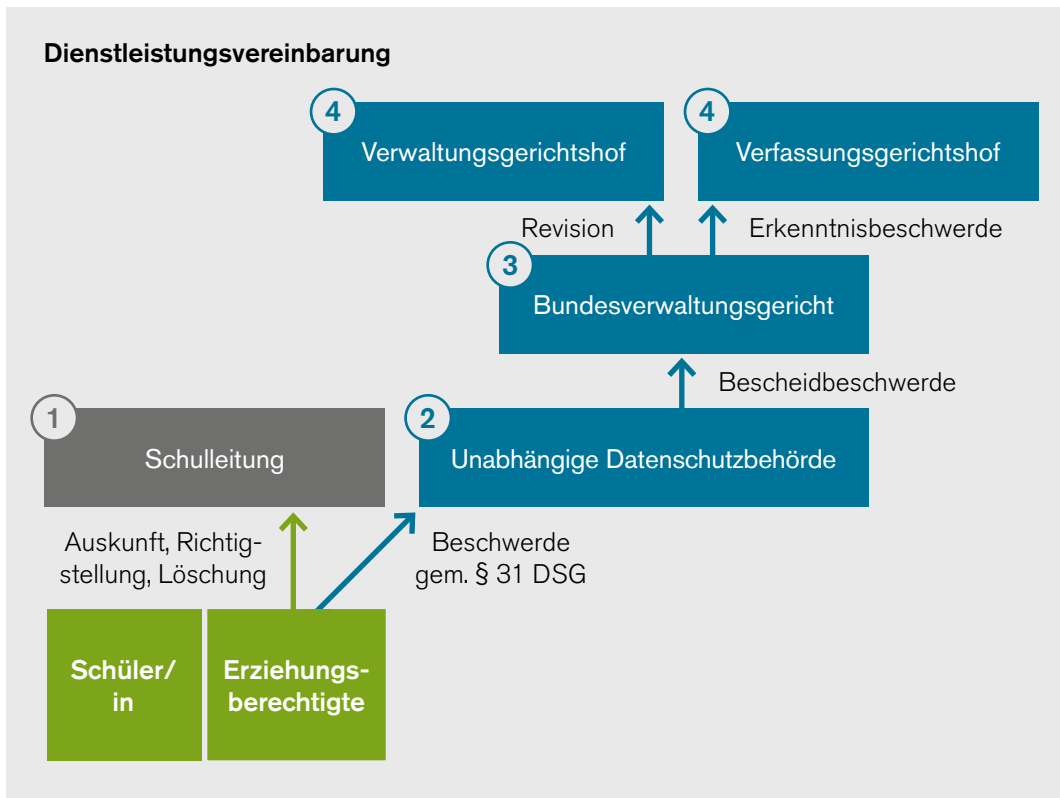 Dienstleistungsvereinbarung
4
Verwaltungsgerichtshof
4
Verfassungsgerichtshof
Revision
Erkenntnisbeschwerde
3
Bundesverwaltungsgericht
Bescheidbeschwerde
1
Schulleitung
2
Unabhängige Datenschutzbehörde
Auskunft, Richtig-
stellung, Löschung
Beschwerde
gem. § 31 DSG
Schüler/
in
Erziehungs-
berechtigte